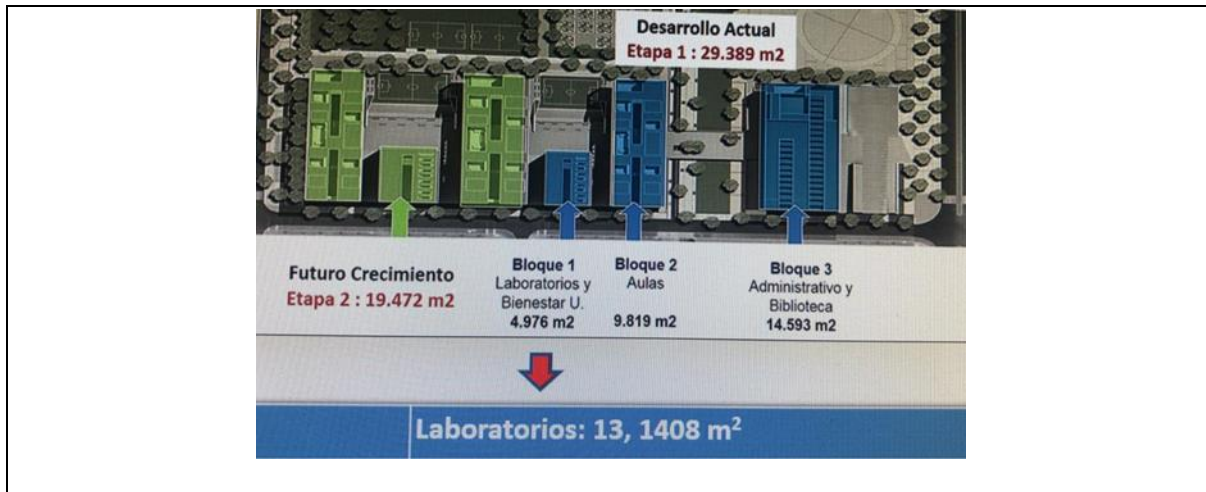 Desarrollo Actual
Etapa 1 : 29.389 m2
Futuro Crecimiento
Etapa 2 : 19.472 m2
Bloque 1
Laboratorios y
Bienestar U.
4.976 m2
Bloque 2
Aulas
9.819 m2
Bloque 3
Administrativo y
Biblioteca
14.593 m2
Laboratorios: 13, 1408 m²